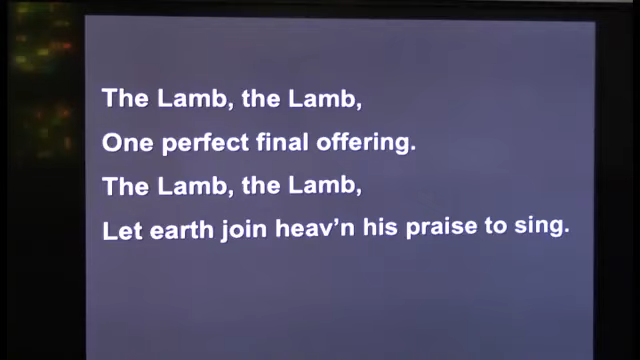 The Lamb, the Lamb,
One perfect final offering.
The Lamb, the Lamb,
Let earth join heav’n his praise to sing.